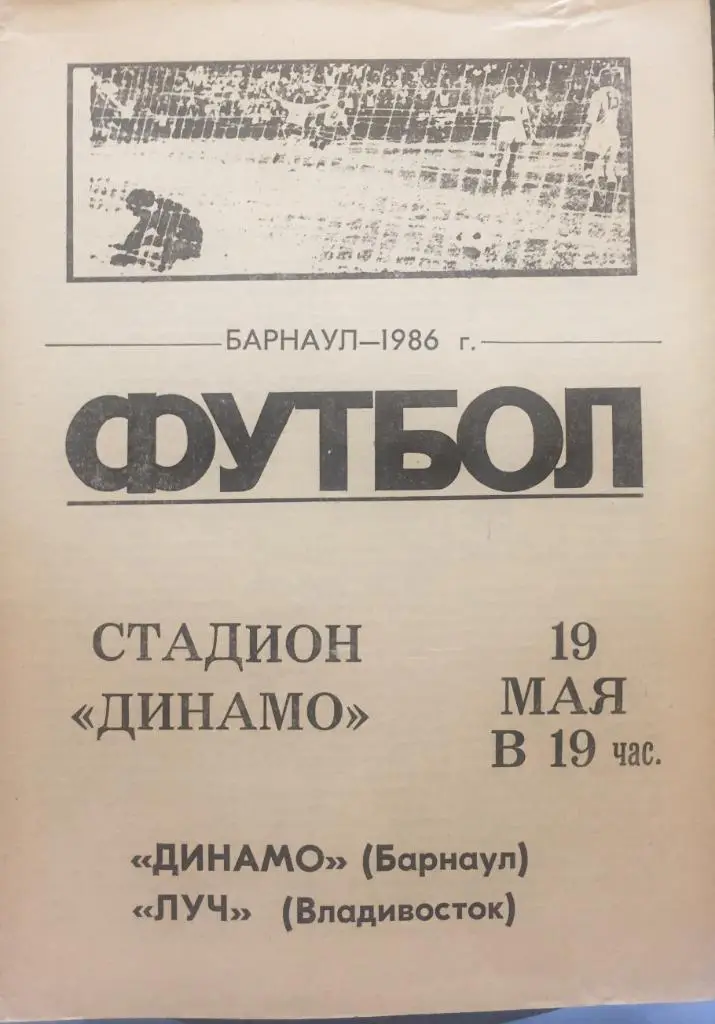 БАРНАУЛ—1986 г.
ФУТБОЛ
СТАДИОН
«ДИНАМО»
19
МАЯ
В 19 час.
«ДИНАМО» (Барнаул)
«ЛУЧ» (Владивосток)